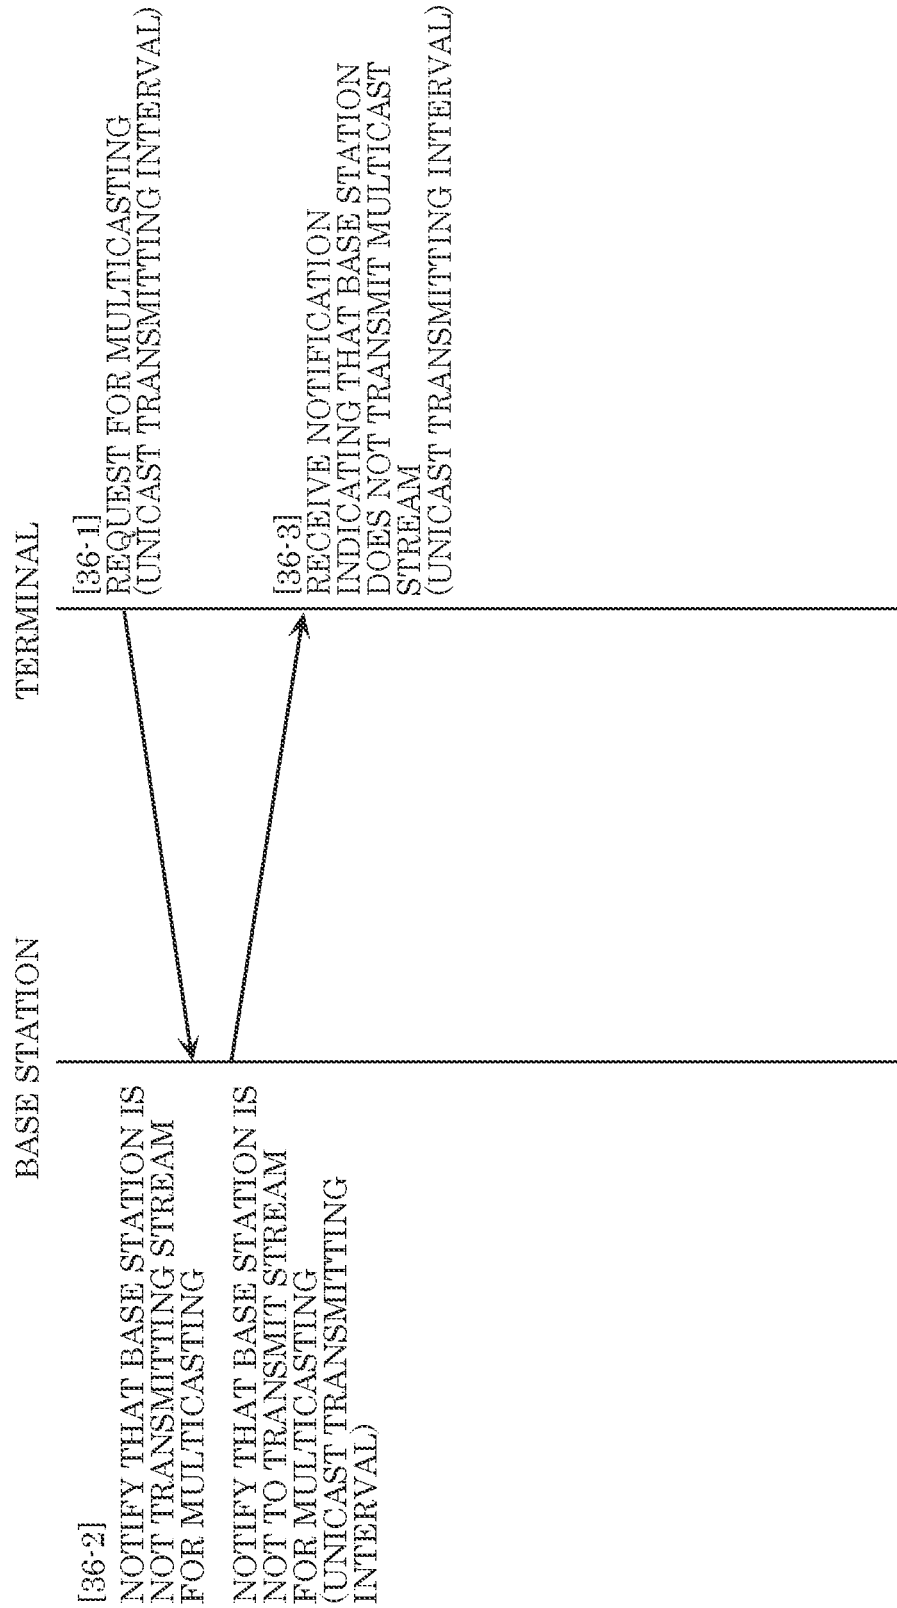 BASE STATION
TERMINAL
[36-2]
NOTIFY THAT BASE STATION IS
NOT TRANSMITTING STREAM
FOR MULTICASTING
NOTIFY THAT BASE STATION IS
NOT TO TRANSMIT STREAM
FOR MULTICASTING
(UNICAST TRANSMITTING
INTERVAL)
[36-1]
REQUEST FOR MULTICASTING
(UNICAST TRANSMITTING INTERVAL)
[36-3]
RECEIVE NOTIFICATION
INDICATING THAT BASE STATION
DOES NOT TRANSMIT MULTICAST
STREAM
(UNICAST TRANSMITTING INTERVAL)